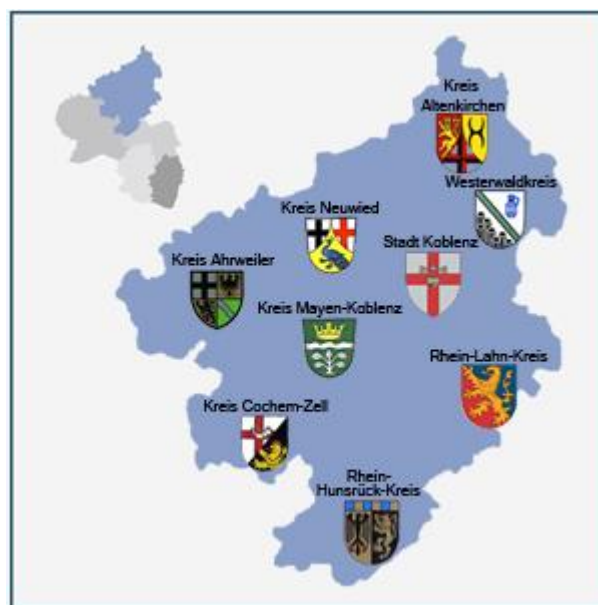 Kreis
Altenkirchen
Westerwaldkreis
Kreis Neuwied
Stadt Koblenz
Kreis Ahrweiler
Kreis Mayen-Koblenz
Rhein-Lahn-Kreis
Kreis Cochem-Zell
Rhein-
Hunsrück-Kreis